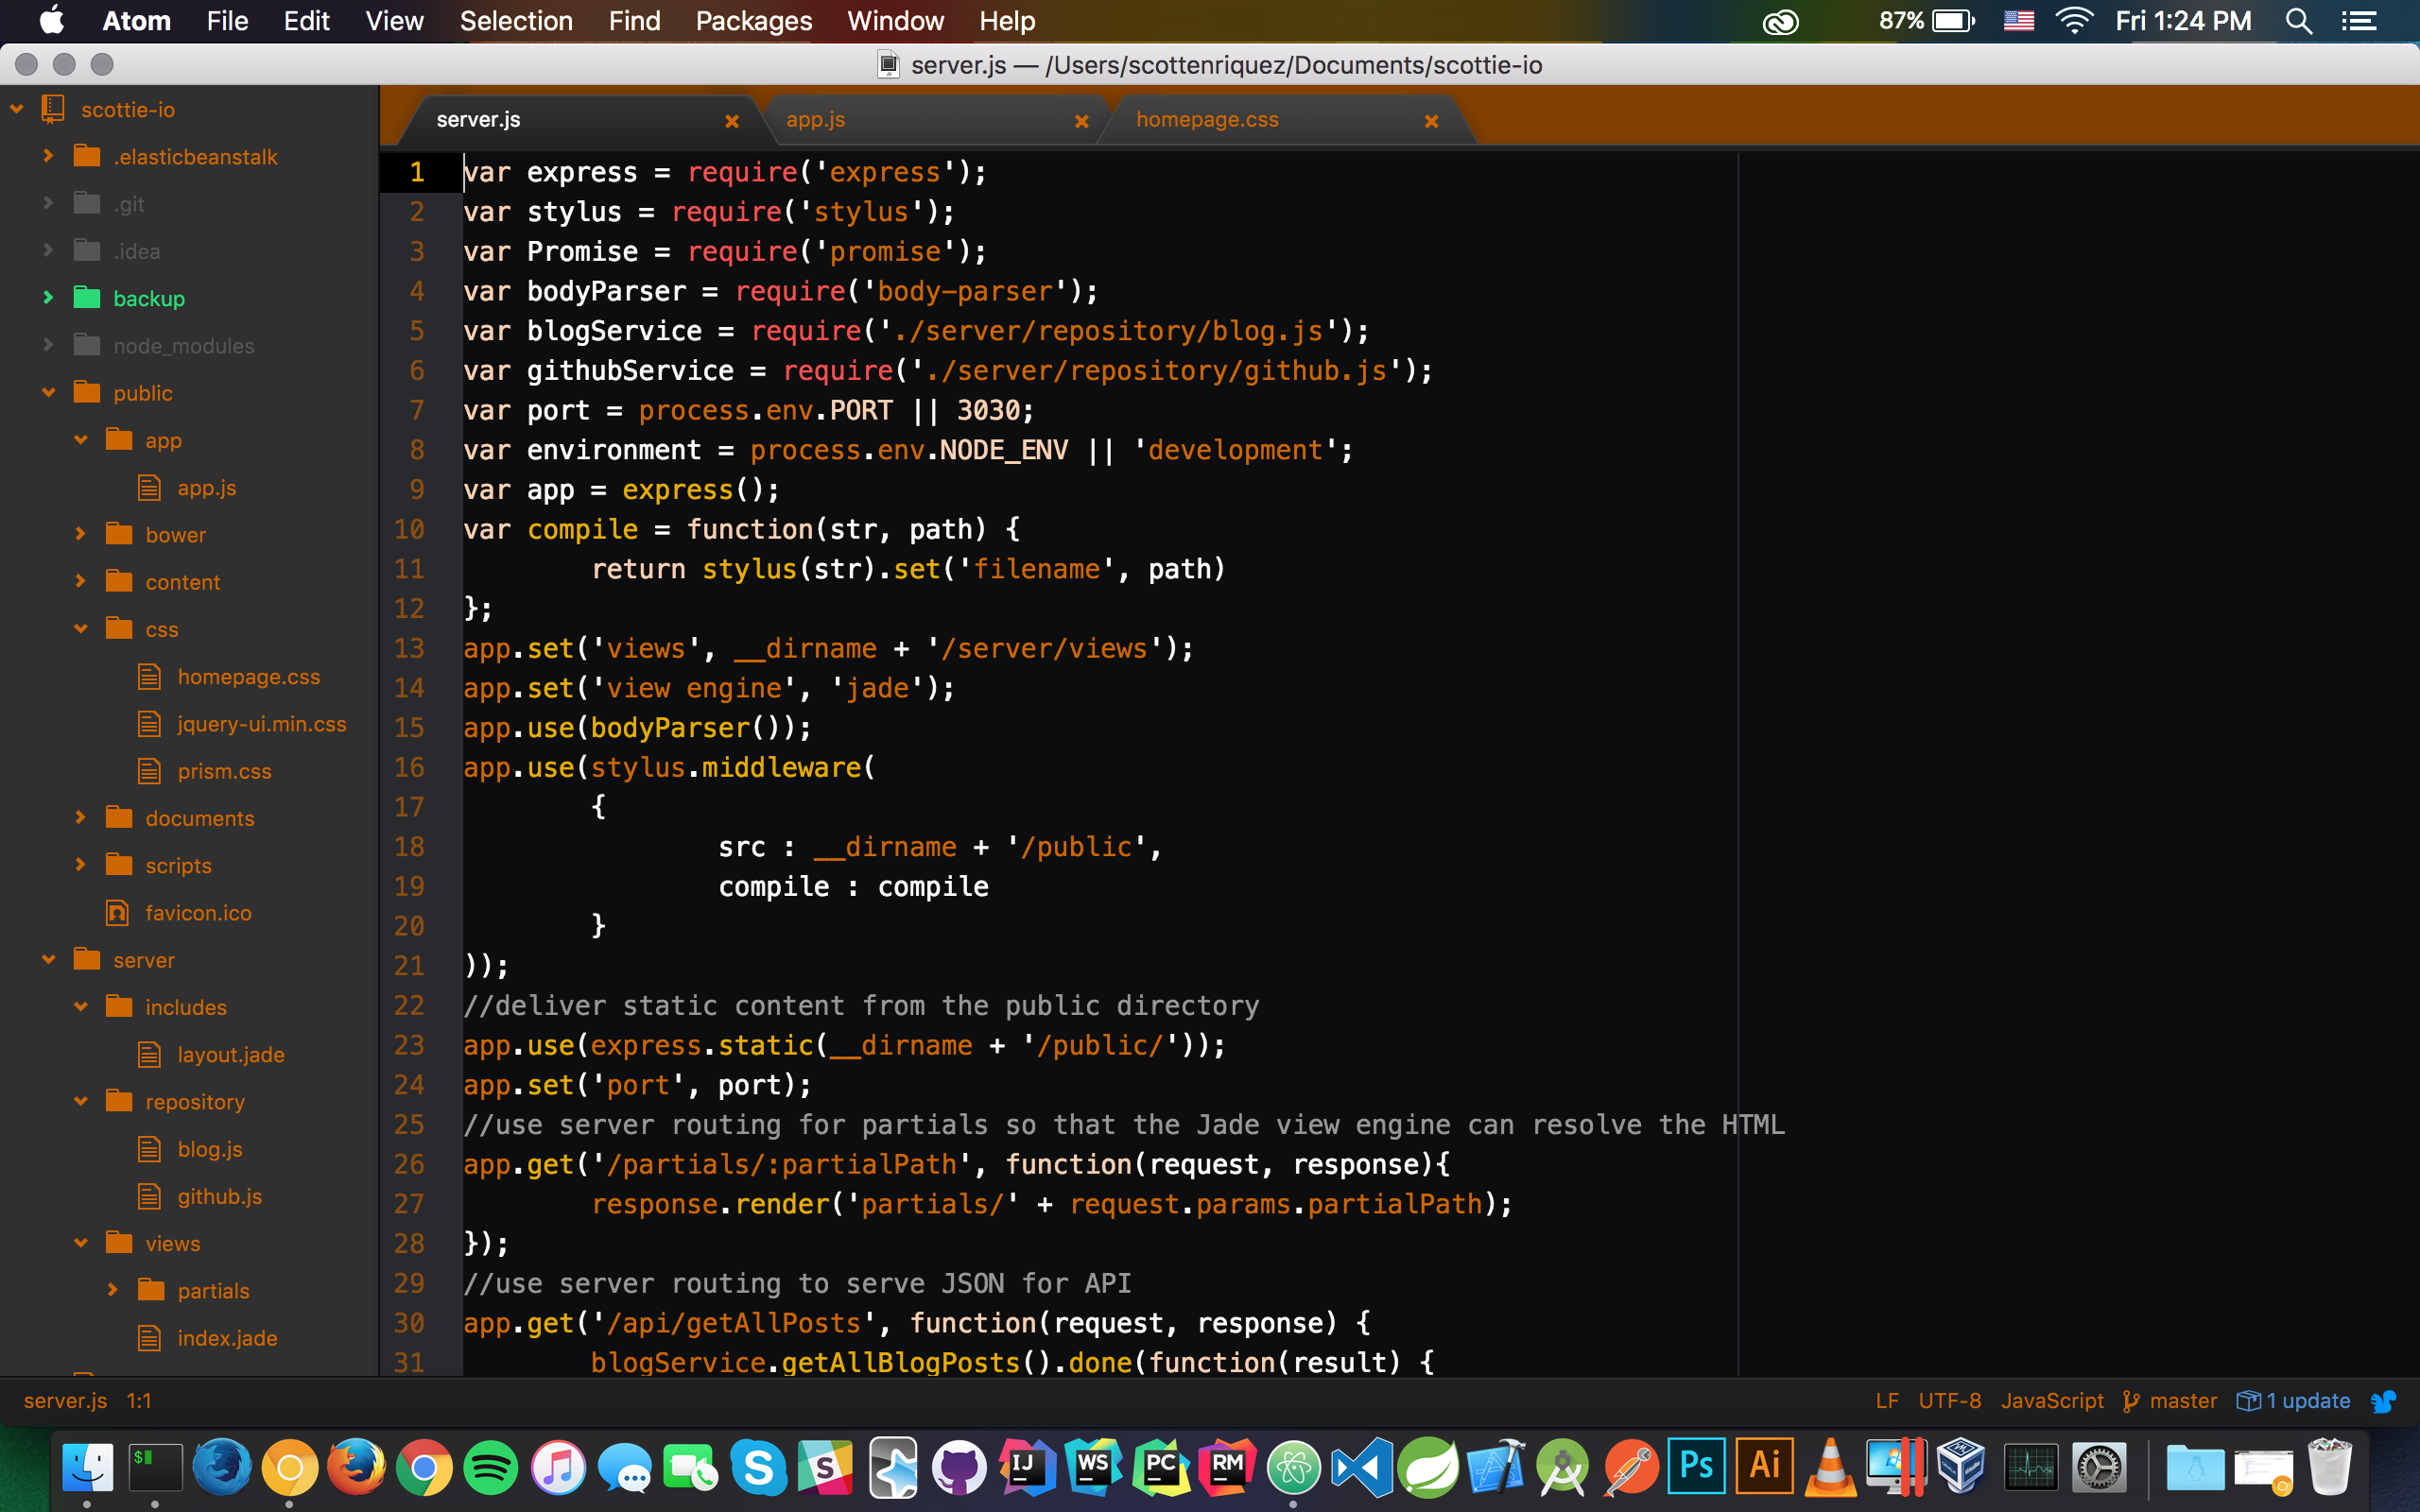 Atom File Edit View Selection Find Packages Window Help 87% Fri 1:24 PM
server.js — /Users/scottenriquez/Documents/scottie-io
scottie-io
.elasticbeanstalk
.git
.idea
backup
node_modules
public
app
app.js
bower
content
css
homepage.css
jquery-ui.min.css
prism.css
documents
scripts
favicon.ico
server
includes
layout.jade
repository
blog.js
github.js
views
partials
index.jade
server.js app.js homepage.css
1 var express = require('express');
2 var stylus = require('stylus');
3 var Promise = require('promise');
4 var bodyParser = require('body-parser');
5 var blogService = require('./server/repository/blog.js');
6 var githubService = require('./server/repository/github.js');
7 var port = process.env.PORT || 3030;
8 var environment = process.env.NODE_ENV || 'development';
9 var app = express();
10 var compile = function(str, path) {
11 return stylus(str).set('filename', path)
12 };
13 app.set('views', __dirname + '/server/views');
14 app.set('view engine', 'jade');
15 app.use(bodyParser());
16 app.use(stylus.middleware(
17 {
18 src : __dirname + '/public',
19 compile : compile
20 }
21 ));
22 //deliver static content from the public directory
23 app.use(express.static(__dirname + '/public/'));
24 app.set('port', port);
25 //use server routing for partials so that the Jade view engine can resolve the HTML
26 app.get('/partials/:partialPath', function(request, response){
27 response.render('partials/' + request.params.partialPath);
28 });
29 //use server routing to serve JSON for API
30 app.get('/api/getAllPosts', function(request, response) {
31 blogService.getAllBlogPosts().done(function(result) {
server.js 1:1 LF UTF-8 JavaScript master 1 update
$ S S IJ WS PC RM Ps Ai